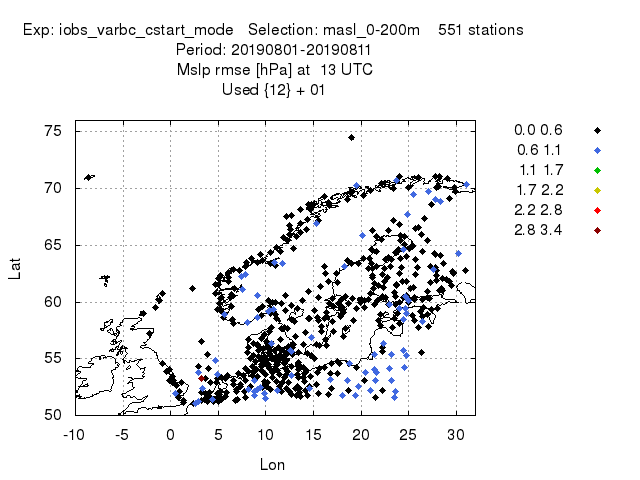 Exp: iobs_varbc_cstart_mode   Selection: masl_0-200m    551 stations
Period: 20190801-20190811
Mslp rmse [hPa] at  13 UTC
Used {12} + 01
75
70
65
60
55
50
Lat
-10 -5 0 5 10 15 20 25 30
Lon
0.0 0.6
0.6 1.1
1.1 1.7
1.7 2.2
2.2 2.8
2.8 3.4